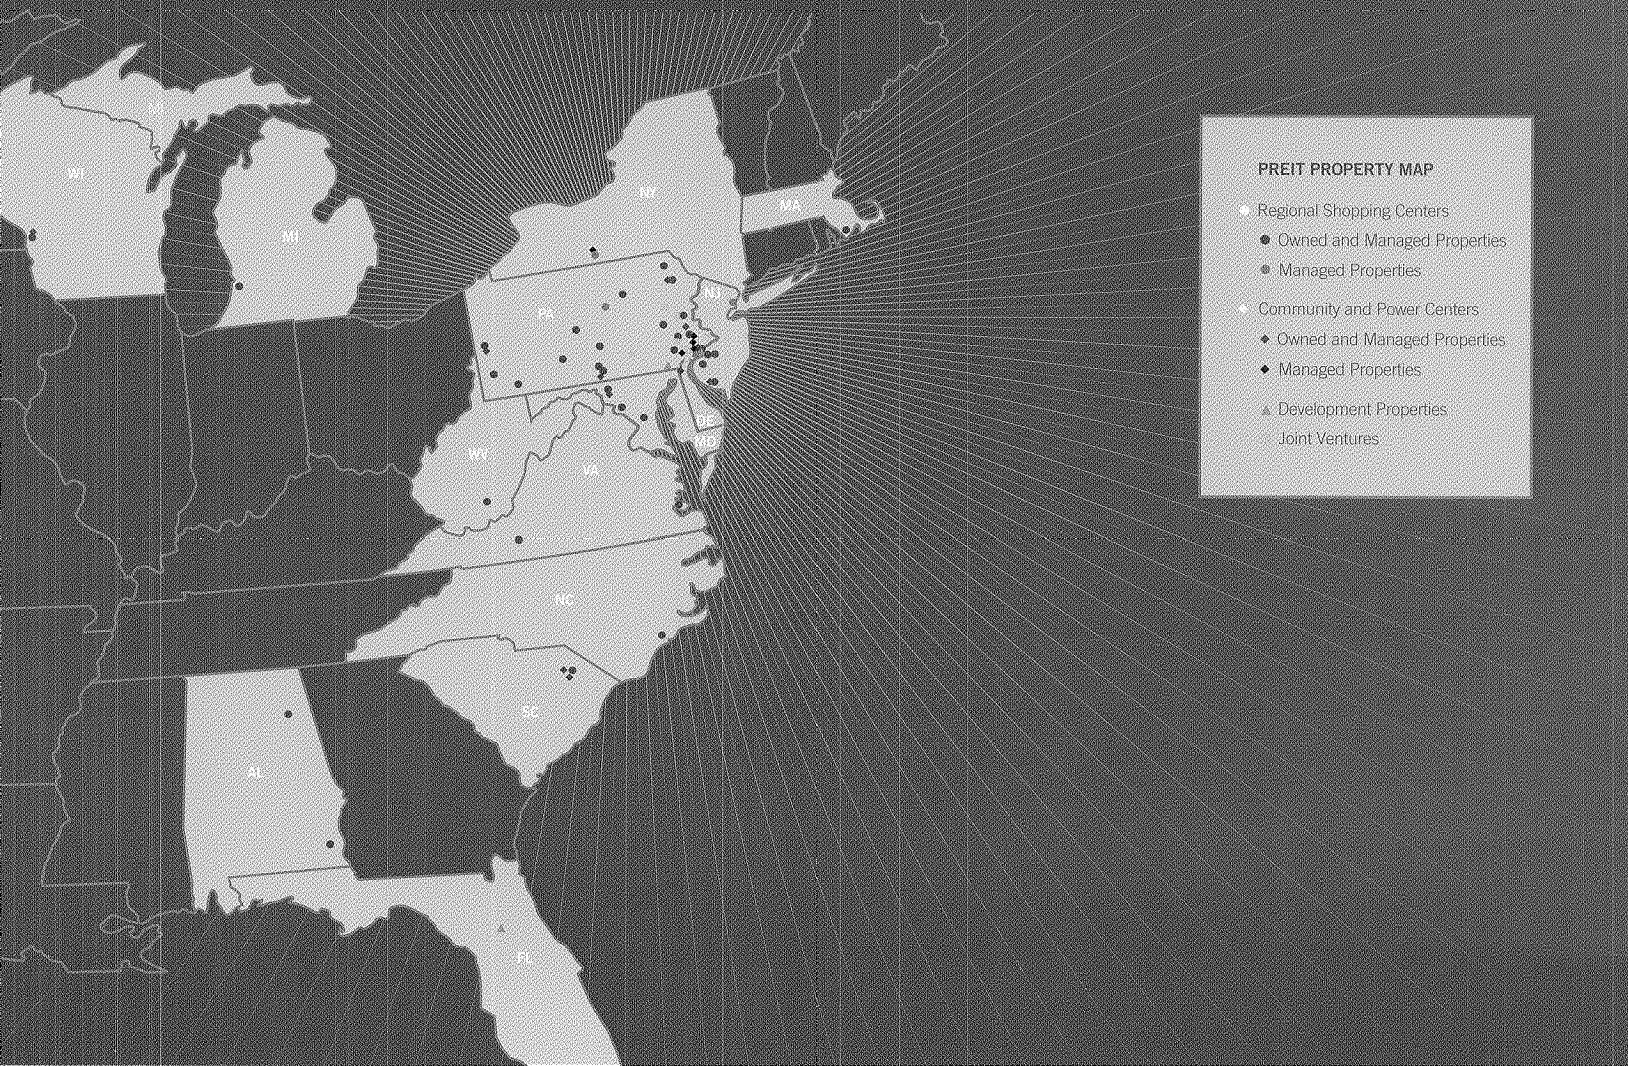 MI
WI
NY
MA
MI
NJ
PA
DE
MD
WV
VA
NC
SC
AL
FL
PREIT PROPERTY MAP
Regional Shopping Centers
Owned and Managed Properties
Managed Properties
Community and Power Centers
Owned and Managed Properties
Managed Properties
Development Properties
Joint Ventures